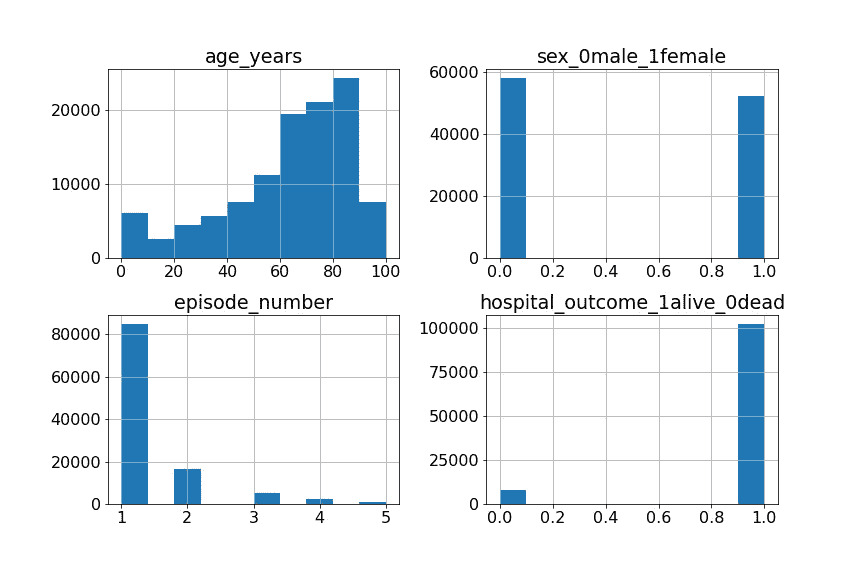 age_years
20000
10000
0
0 20 40 60 80 100
sex_0male_1female
60000
40000
20000
0
0.0 0.2 0.4 0.6 0.8 1.0
episode_number
80000
60000
40000
20000
0
1 2 3 4 5
hospital_outcome_1alive_0dead
100000
75000
50000
25000
0
0.0 0.2 0.4 0.6 0.8 1.0